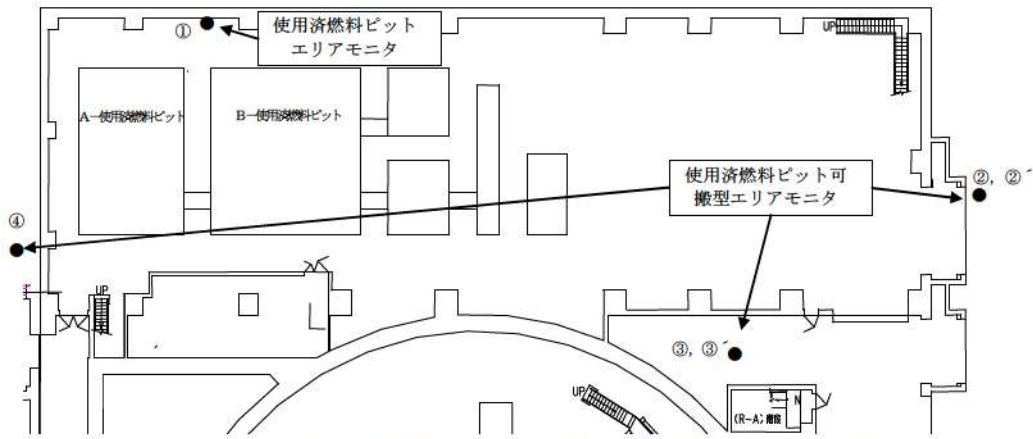 ①
使用済燃料ピット
エリアモニタ
UP
A-使用済燃料ピット
B-使用済燃料ピット
使用済燃料ピット可
搬型エリアモニタ
②, ②´
④
UP
③, ③´
UP
N
(R-A)階段